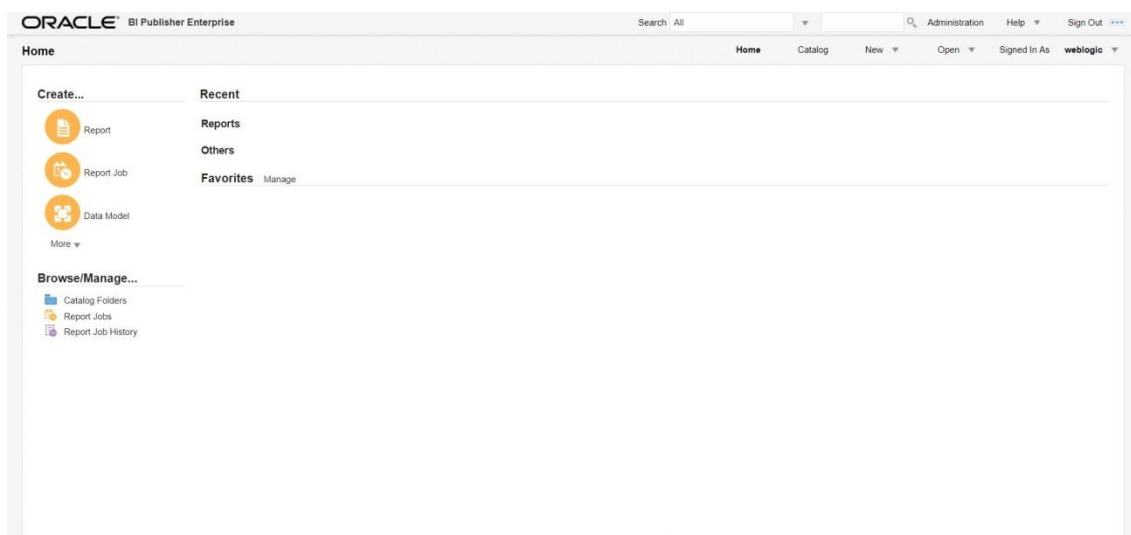 ORACLE BI Publisher Enterprise Search All Administration Help Sign Out
Home Home Catalog New Open Signed In As weblogic
Create...
Report
Report Job
Data Model
More
Browse/Manage...
Catalog Folders
Report Jobs
Report Job History
Recent
Reports
Others
Favorites Manage